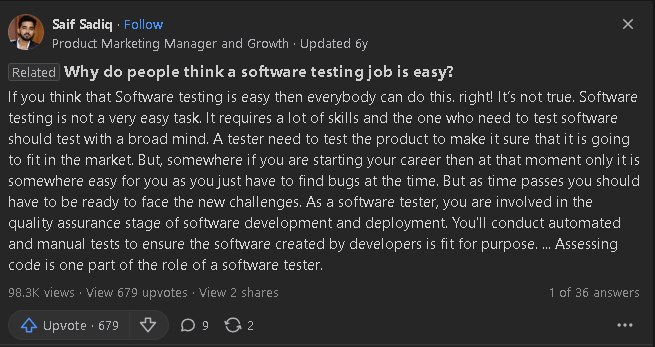 Saif Sadiq · Follow
Product Marketing Manager and Growth · Updated 6y
Related Why do people think a software testing job is easy?
If you think that Software testing is easy then everybody can do this. right! It's not true. Software
testing is not a very easy task. It requires a lot of skills and the one who need to test software
should test with a broad mind. A tester need to test the product to make it sure that it is going
to fit in the market. But, somewhere if you are starting your career then at that moment only it is
somewhere easy for you as you just have to find bugs at the time. But as time passes you should
have to be ready to face the new challenges. As a software tester, you are involved in the
quality assurance stage of software development and deployment. You'll conduct automated
and manual tests to ensure the software created by developers is fit for purpose. ... Assessing
code is one part of the role of a software tester.
98.3K views · View 679 upvotes · View 2 shares 1 of 36 answers
Upvote · 679 9 2